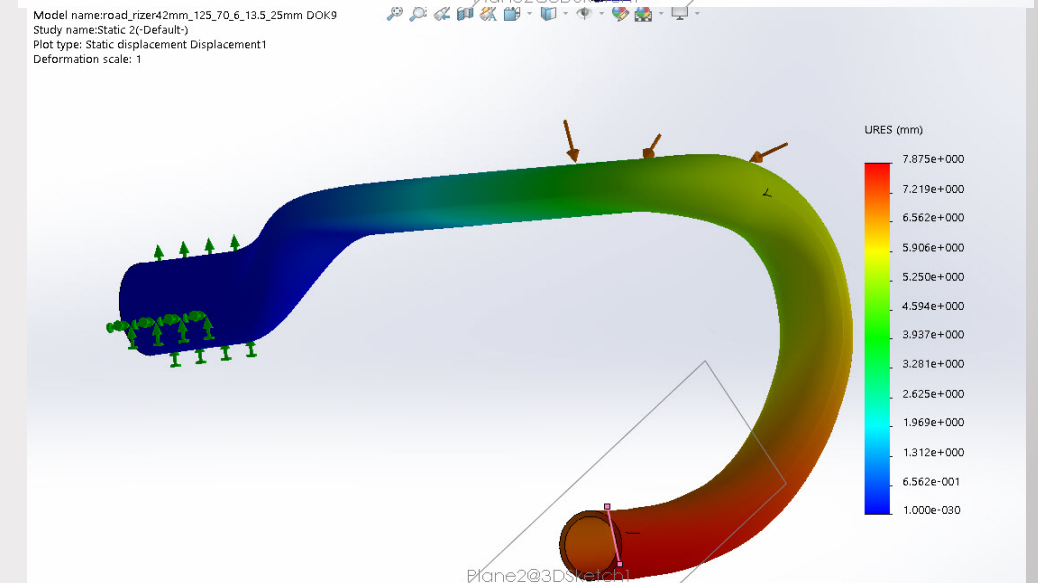 Model name:road_rizer42mm_125_70_6_13.5_25mm DOK9
Study name:Static 2(-Default-)
Plot type: Static displacement Displacement1
Deformation scale: 1
URES (mm)
7.875e+000
7.219e+000
6.562e+000
5.906e+000
5.250e+000
4.594e+000
3.937e+000
3.281e+000
2.625e+000
1.969e+000
1.312e+000
6.562e-001
1.000e-030
Plane2@3DSketch1